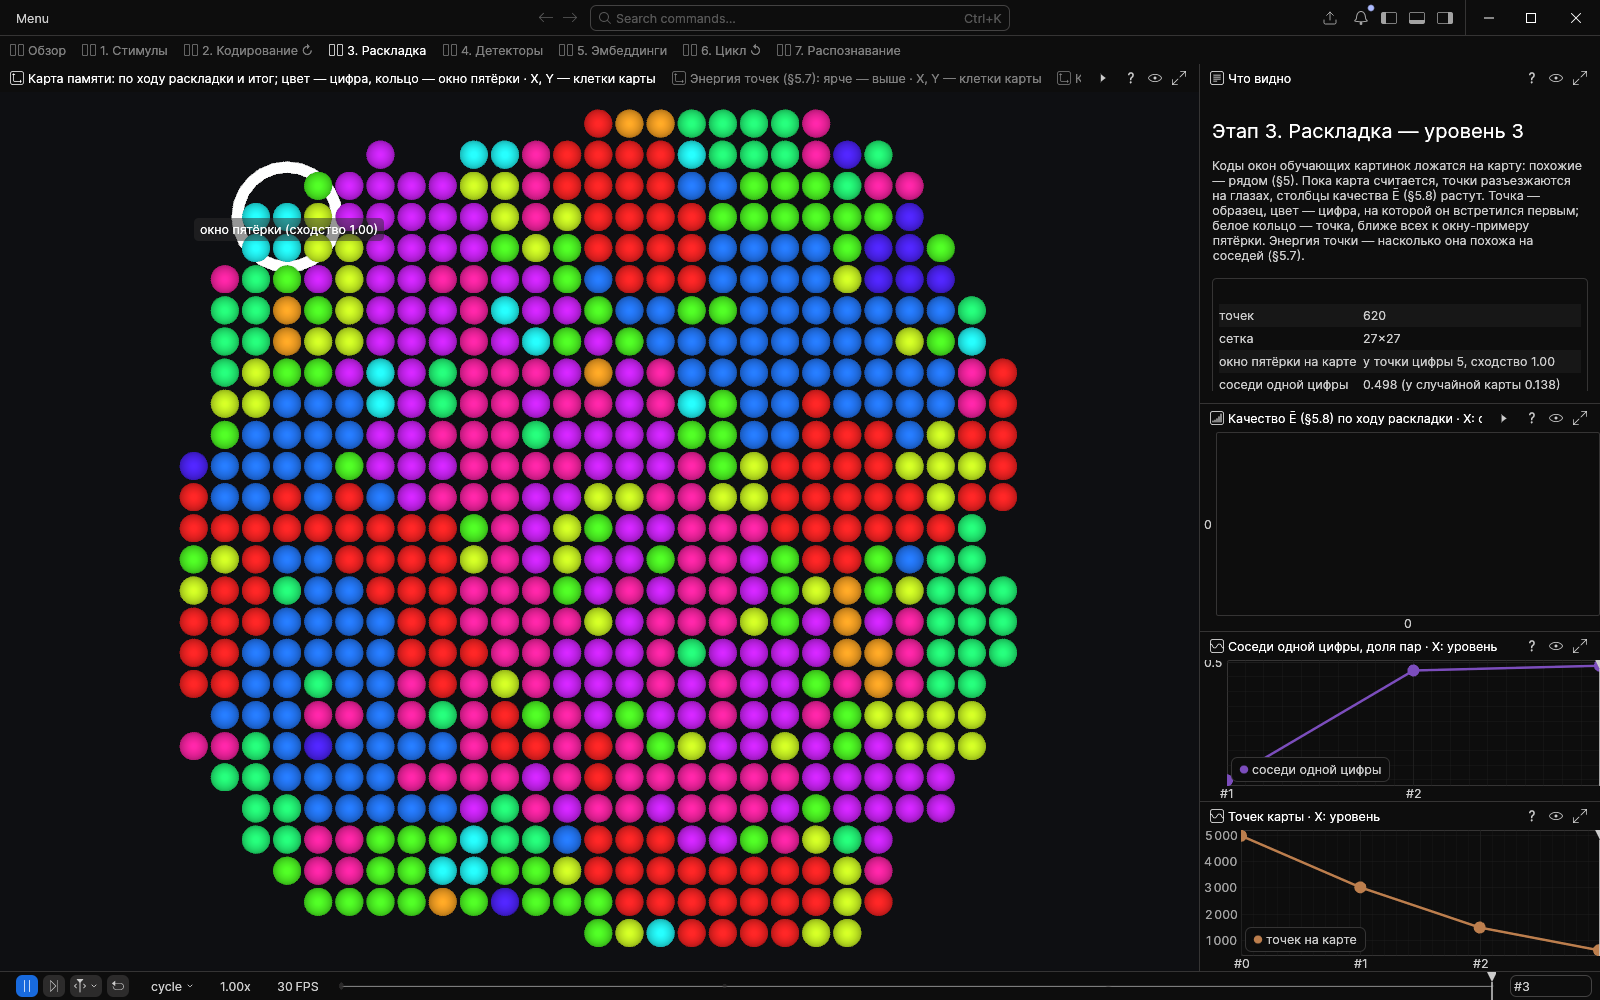 Menu
Search commands...
Ctrl+K
Обзор
1. Стимулы
2. Кодирование
3. Раскладка
4. Детекторы
5. Эмбеддинги
6. Цикл
7. Распознавание
Карта памяти: по ходу раскладки и итог; цвет — цифра, кольцо — окно пятёрки · X, Y — клетки карты
Энергия точек (§5.7): ярче — выше · X, Y — клетки карты
К
?
окно пятёрки (сходство 1.00)
Что видно
?
Этап 3. Раскладка — уровень 3
Коды окон обучающих картинок ложатся на карту: похожие
— рядом (§5). Пока карта считается, точки разъезжаются
на глазах, столбцы качества Ē (§5.8) растут. Точка —
образец, цвет — цифра, на которой он встретился первым;
белое кольцо — точка, ближе всех к окну-примеру
пятёрки. Энергия точки — насколько она похожа на
соседей (§5.7).
точек 620
сетка 27×27
окно пятёрки на карте у точки цифры 5, сходство 1.00
соседи одной цифры 0.498 (у случайной карты 0.138)
Качество Ē (§5.8) по ходу раскладки · X:
?
0
0
Соседи одной цифры, доля пар · X: уровень
?
0.5
соседи одной цифры
#1
#2
Точек карты · X: уровень
?
5 000
4 000
3 000
2 000
1 000
точек на карте
#0
#1
#2
cycle
1.00x
30 FPS
#3